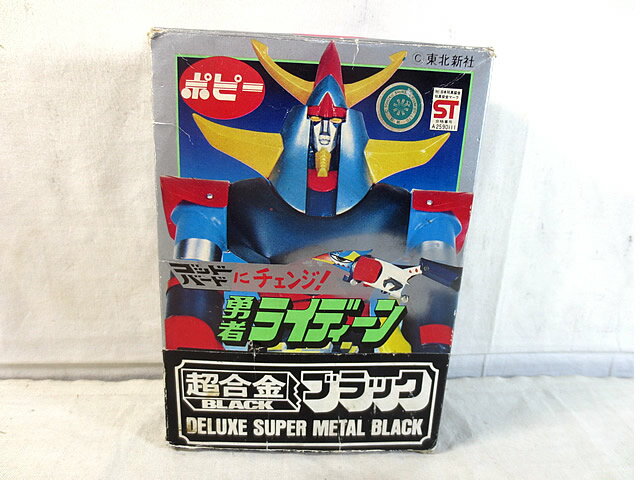 © 東北新社
ポピー
ST
A2590111
ゴッド
バード
にチェンジ!
勇者ライディーン
超合金
BLACK
ブラック
DELUXE SUPER METAL BLACK